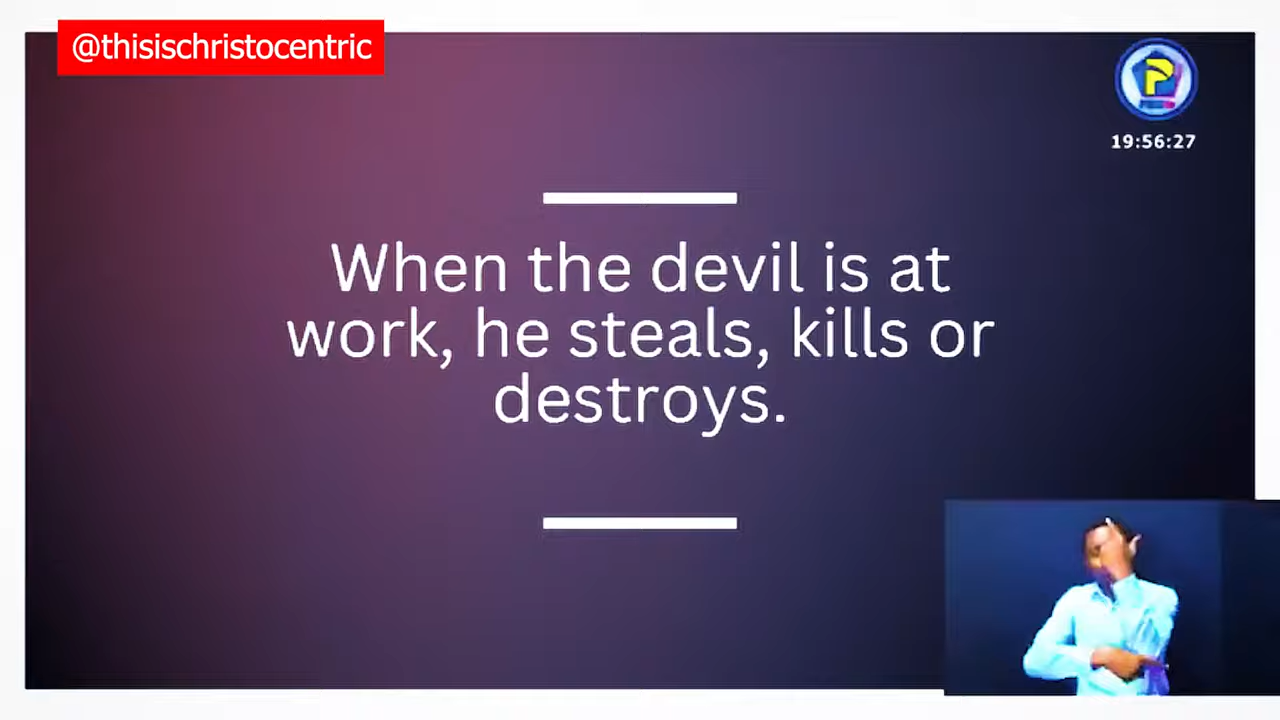 @thisischristocentric
P
19:56:27
When the devil is at
work, he steals, kills or
destroys.